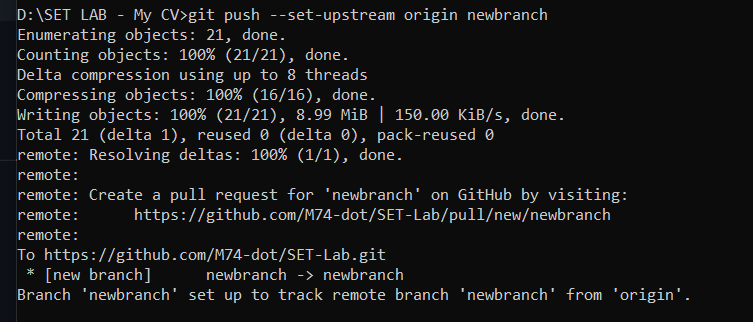 D:\SET LAB - My CV>git push --set-upstream origin newbranch
Enumerating objects: 21, done.
Counting objects: 100% (21/21), done.
Delta compression using up to 8 threads
Compressing objects: 100% (16/16), done.
Writing objects: 100% (21/21), 8.99 MiB | 150.00 KiB/s, done.
Total 21 (delta 1), reused 0 (delta 0), pack-reused 0
remote: Resolving deltas: 100% (1/1), done.
remote:
remote: Create a pull request for 'newbranch' on GitHub by visiting:
remote:      https://github.com/M74-dot/SET-Lab/pull/new/newbranch
remote:
To https://github.com/M74-dot/SET-Lab.git
 * [new branch]      newbranch -> newbranch
Branch 'newbranch' set up to track remote branch 'newbranch' from 'origin'.